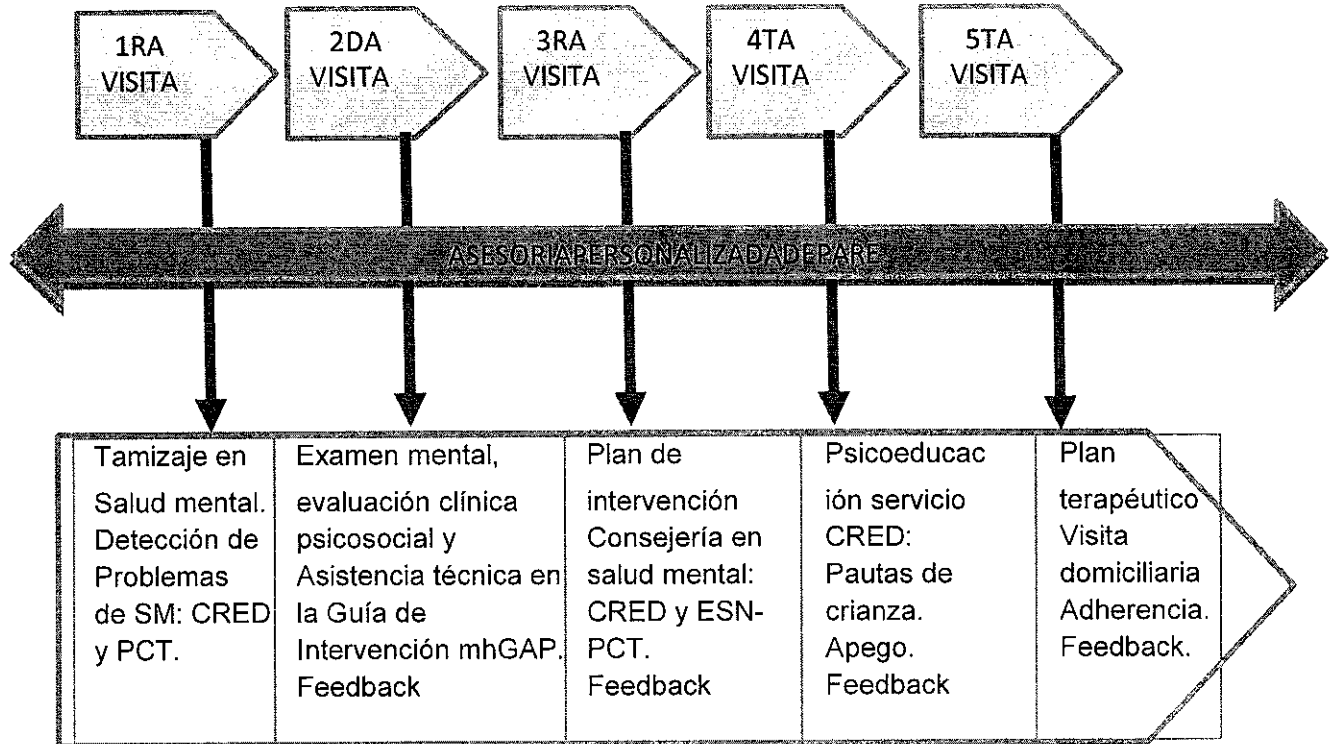 1RA
VISITA
2DA
VISITA
3RA
VISITA
4TA
VISITA
5TA
VISITA
ASESORIAPERSONALIZADADEPARE
Tamizaje en
Salud mental.
Detección de
Problemas
de SM: CRED
y PCT.
Examen mental,
evaluación clínica
psicosocial y
Asistencia técnica en
la Guía de
Intervención mhGAP.
Feedback
Plan de
intervención
Consejería en
salud mental:
CRED y ESN-
PCT.
Feedback
Psicoeducac
ión servicio
CRED:
Pautas de
crianza.
Apego.
Feedback
Plan
terapéutico
Visita
domiciliaria
Adherencia.
Feedback.